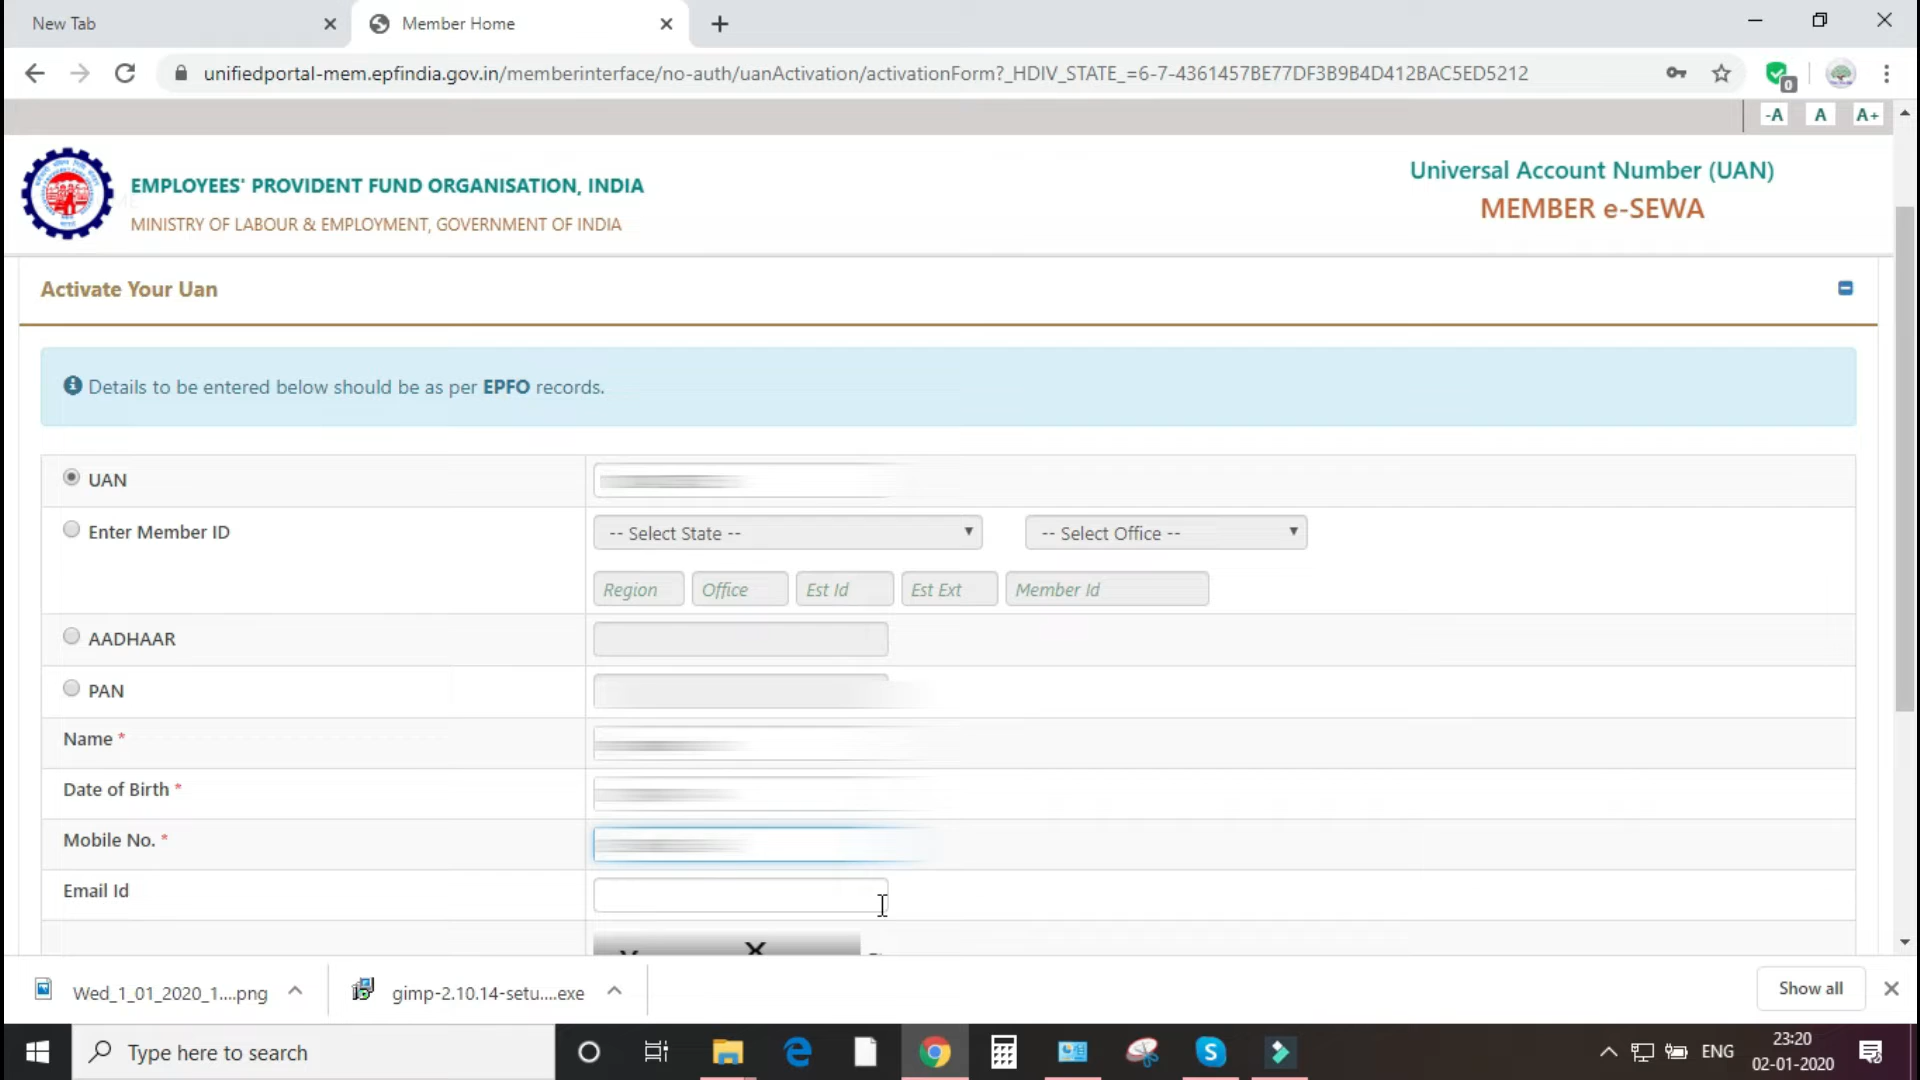 New Tab
Member Home
unifiedportal-mem.epfindia.gov.in/memberinterface/no-auth/uanActivation/activationForm?_HDIV_STATE_=6-7-4361457BE77DF3B9B4D412BAC5ED5212
0
-A A A+
EMPLOYEES' PROVIDENT FUND ORGANISATION, INDIA
MINISTRY OF LABOUR & EMPLOYMENT, GOVERNMENT OF INDIA
Universal Account Number (UAN)
MEMBER e-SEWA
Activate Your Uan
Details to be entered below should be as per EPFO records.
UAN
Enter Member ID
-- Select State --
-- Select Office --
Region Office Est Id Est Ext Member Id
AADHAAR
PAN
Name *
Date of Birth *
Mobile No. *
Email Id
Wed_1_01_2020_1....png
gimp-2.10.14-setu....exe
Show all
Type here to search
ENG
23:20
02-01-2020